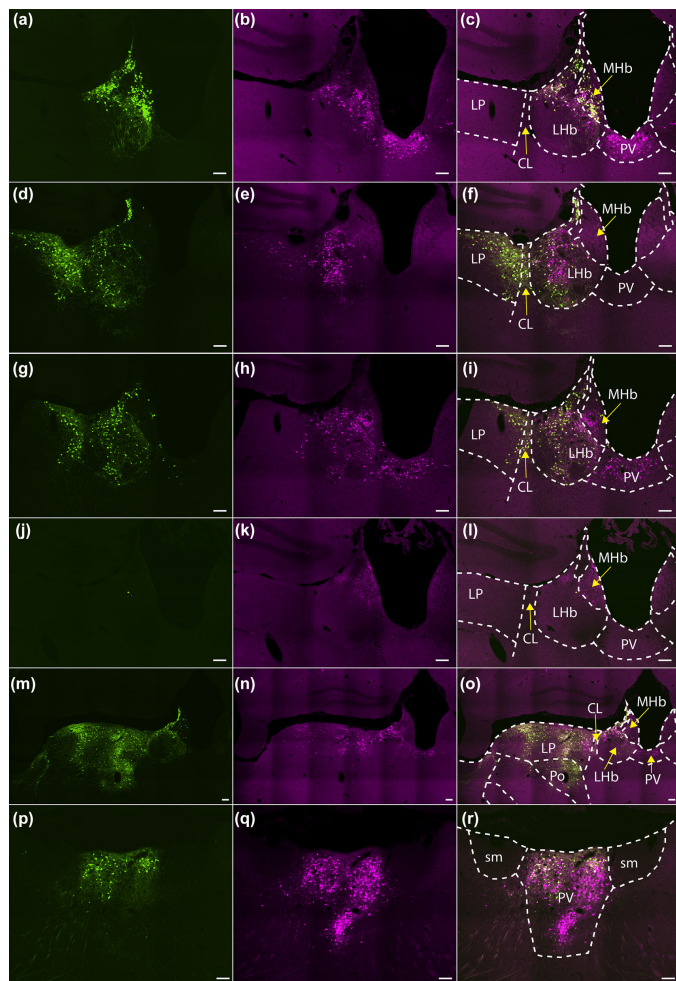 (a)
(b)
(c)
MHb
LP
LHb
PV
CL
(d)
(e)
(f)
MHb
LP
LHb
PV
CL
(g)
(h)
(i)
MHb
LP
LHb
PV
CL
(j)
(k)
(l)
MHb
LP
LHb
CL
PV
(m)
(n)
(o)
CL
MHb
LP
Po
LHb
PV
(p)
(q)
(r)
sm
sm
PV